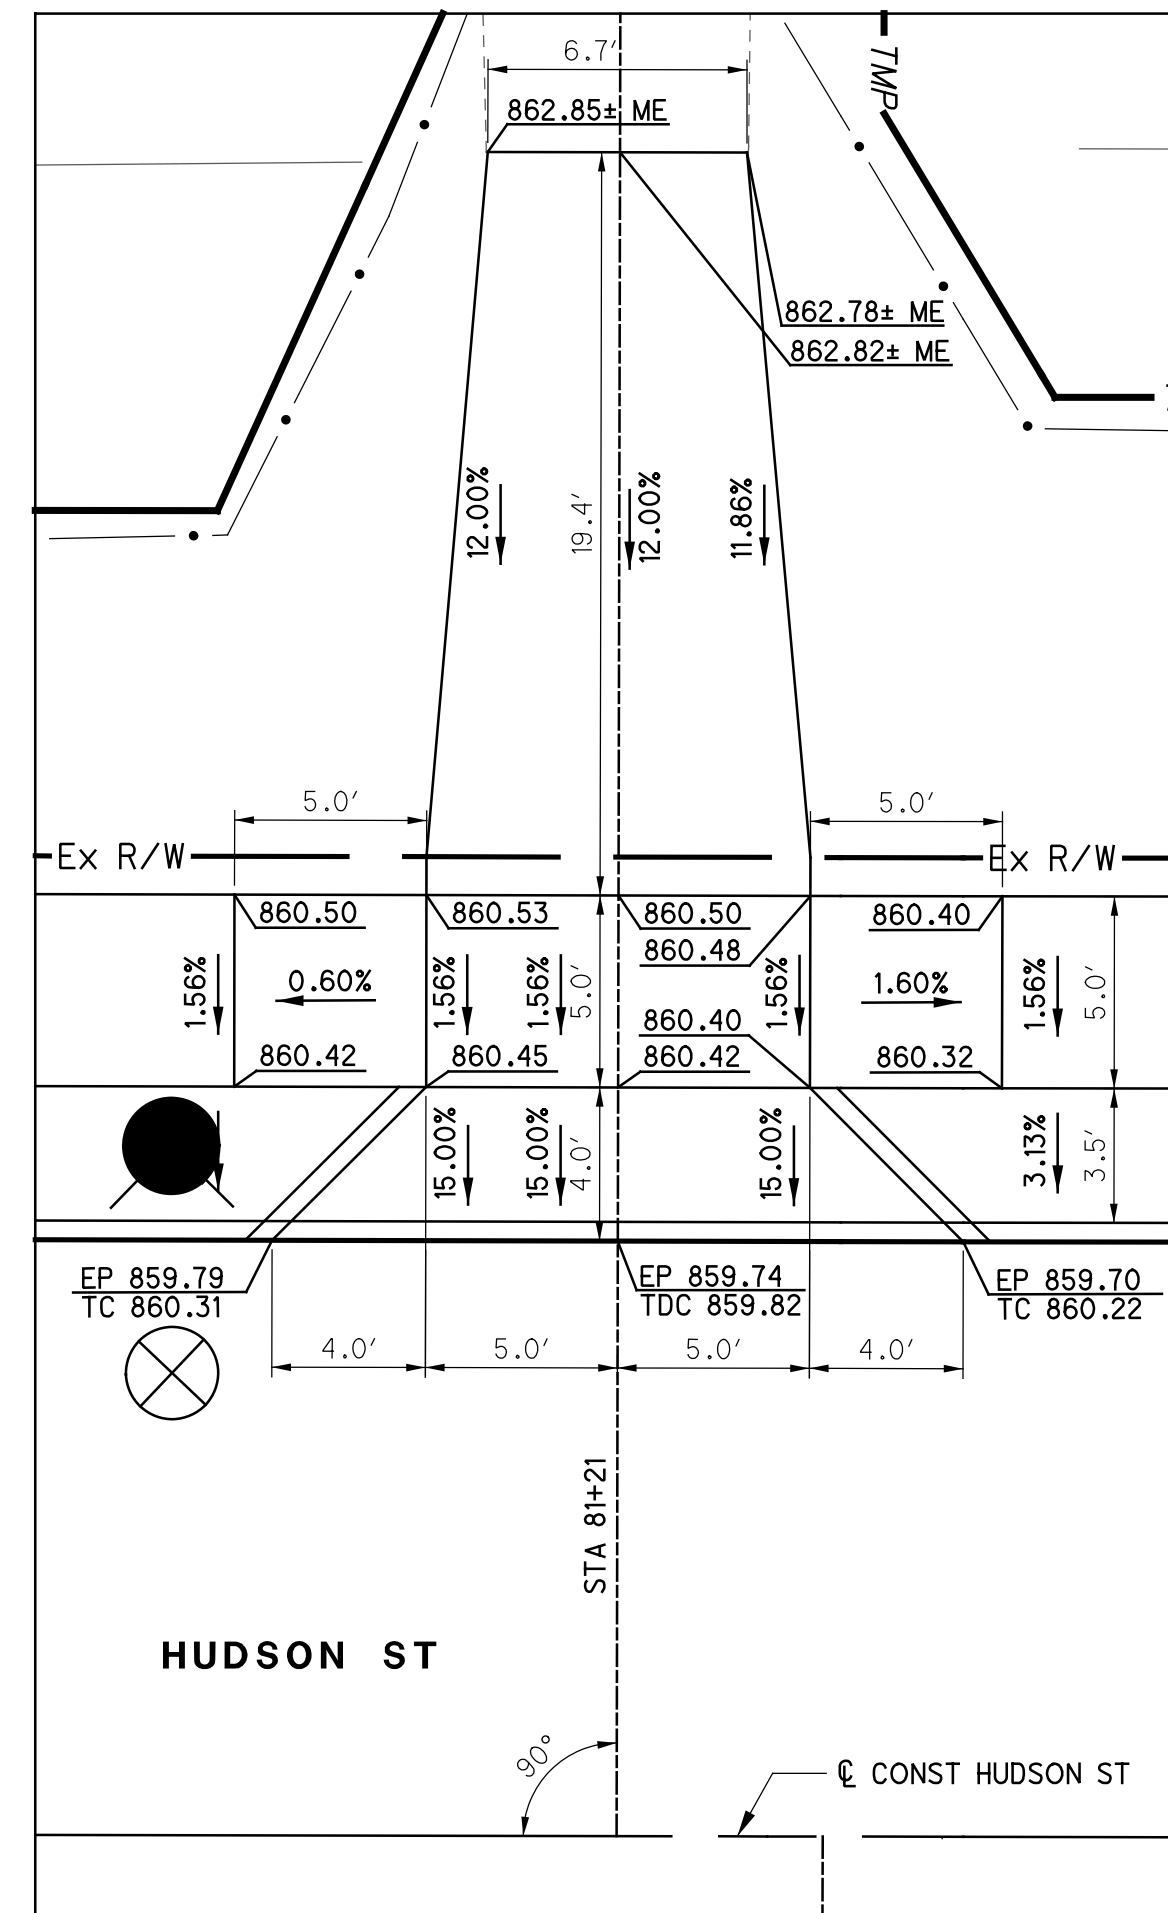 6.7′
TMP
862.85± ME
862.78± ME
862.82± ME
12.00%
19.4′
12.00%
11.86%
5.0′
5.0′
Ex R/W
Ex R/W
860.50
860.53
860.50
860.40
860.48
1.56%
0.60%
1.56%
1.56%
5.0′
1.56%
1.60%
1.56%
5.0′
860.40
860.42
860.45
860.42
860.32
15.00%
15.00%
4.0′
15.00%
3.13%
3.5′
EP 859.79
TC 860.31
EP 859.74
TDC 859.82
EP 859.70
TC 860.22
4.0′
5.0′
5.0′
4.0′
STA 81+21
HUDSON ST
90°
℄ CONST HUDSON ST